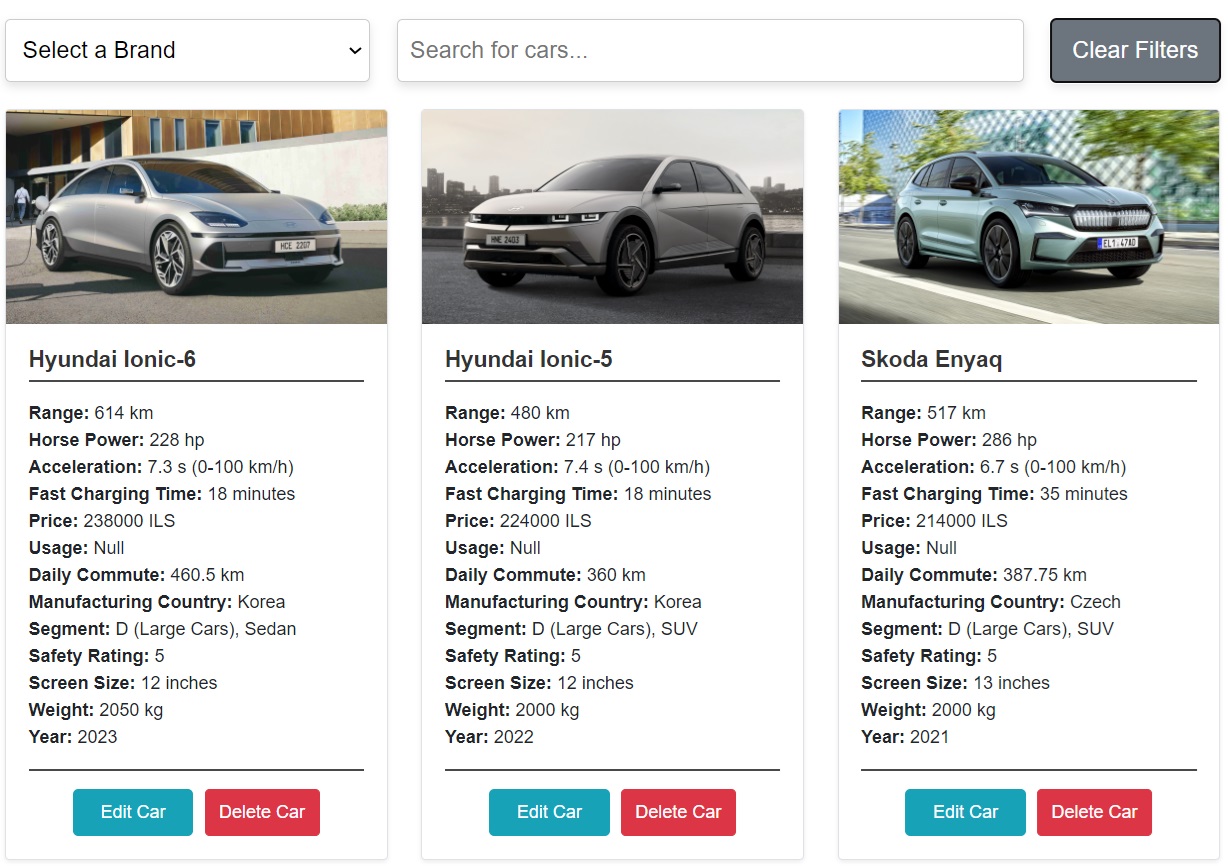 Select a Brand
Search for cars...
Clear Filters
HCE 2207
HNE 2403
EL1·47AD
Hyundai Ionic-6
Range: 614 km
Horse Power: 228 hp
Acceleration: 7.3 s (0-100 km/h)
Fast Charging Time: 18 minutes
Price: 238000 ILS
Usage: Null
Daily Commute: 460.5 km
Manufacturing Country: Korea
Segment: D (Large Cars), Sedan
Safety Rating: 5
Screen Size: 12 inches
Weight: 2050 kg
Year: 2023
Edit Car
Delete Car
Hyundai Ionic-5
Range: 480 km
Horse Power: 217 hp
Acceleration: 7.4 s (0-100 km/h)
Fast Charging Time: 18 minutes
Price: 224000 ILS
Usage: Null
Daily Commute: 360 km
Manufacturing Country: Korea
Segment: D (Large Cars), SUV
Safety Rating: 5
Screen Size: 12 inches
Weight: 2000 kg
Year: 2022
Edit Car
Delete Car
Skoda Enyaq
Range: 517 km
Horse Power: 286 hp
Acceleration: 6.7 s (0-100 km/h)
Fast Charging Time: 35 minutes
Price: 214000 ILS
Usage: Null
Daily Commute: 387.75 km
Manufacturing Country: Czech
Segment: D (Large Cars), SUV
Safety Rating: 5
Screen Size: 13 inches
Weight: 2000 kg
Year: 2021
Edit Car
Delete Car